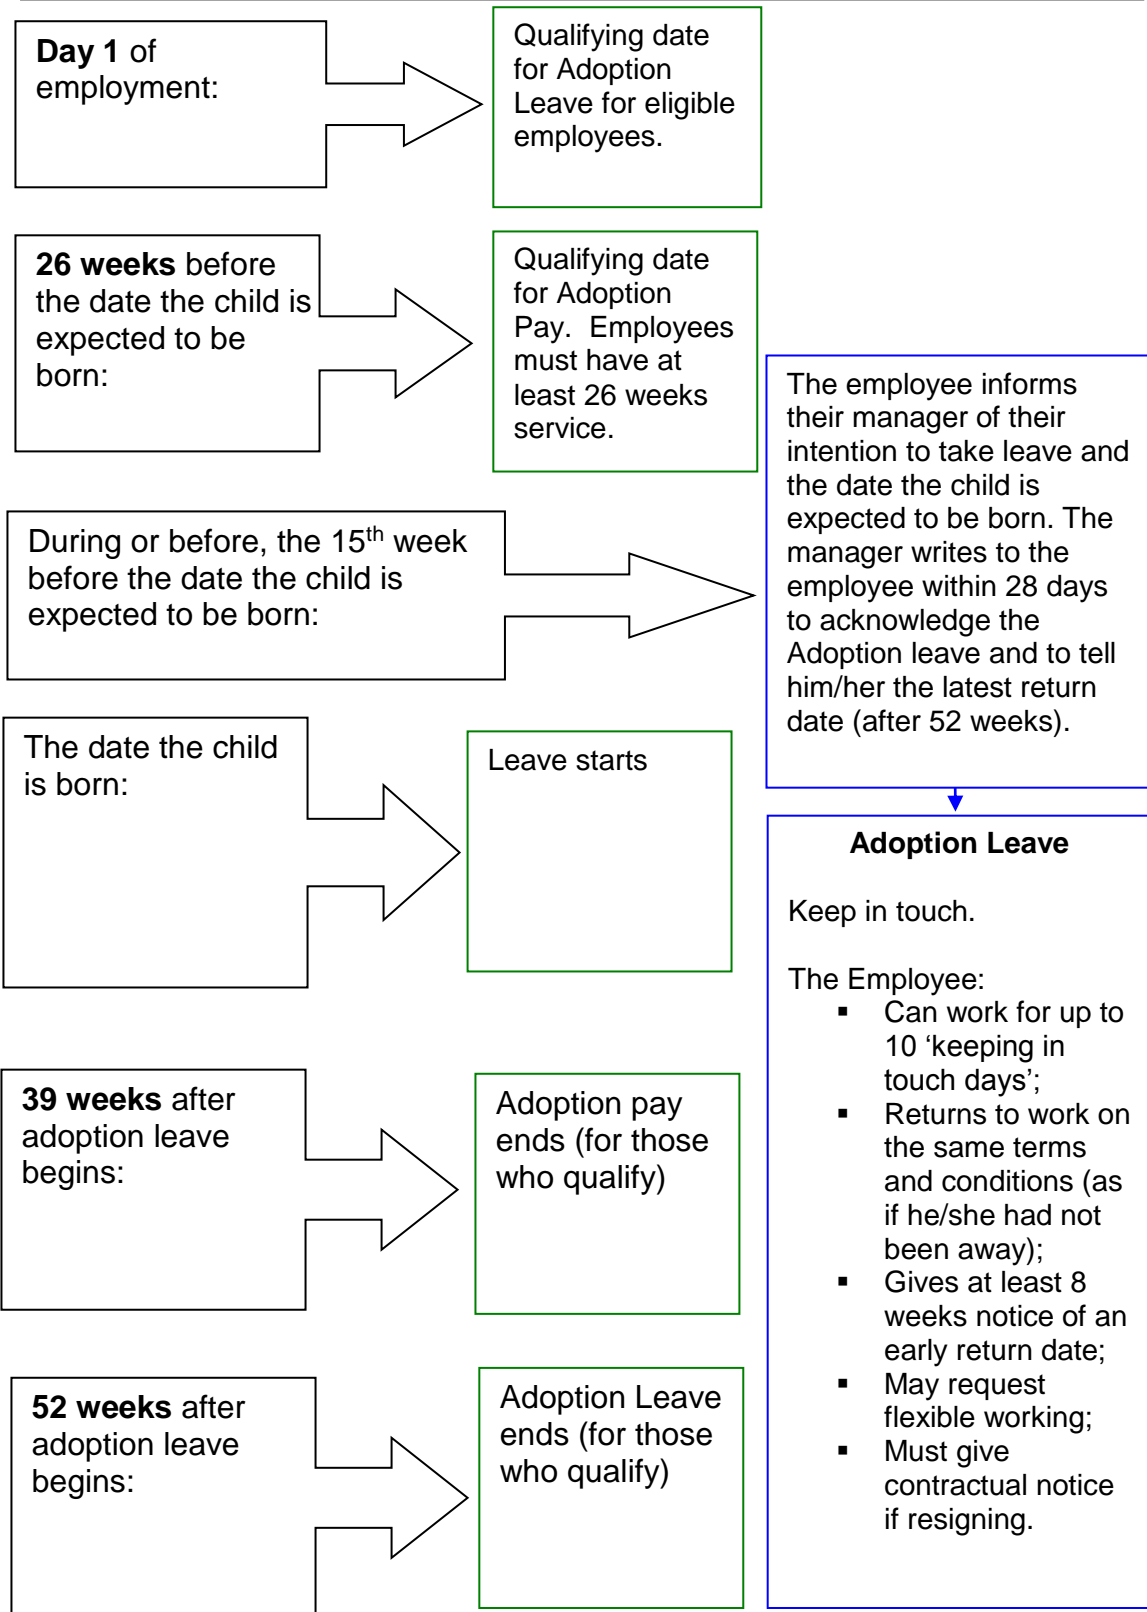 Day 1 of
employment:
Qualifying date
for Adoption
Leave for eligible
employees.
26 weeks before
the date the child is
expected to be
born:
Qualifying date
for Adoption
Pay.  Employees
must have at
least 26 weeks
service.
During or before, the 15th week
before the date the child is
expected to be born:
The employee informs
their manager of their
intention to take leave and
the date the child is
expected to be born. The
manager writes to the
employee within 28 days
to acknowledge the
Adoption leave and to tell
him/her the latest return
date (after 52 weeks).
The date the child
is born:
Leave starts
Adoption Leave
Keep in touch.
The Employee:
▪ Can work for up to
10 ‘keeping in
touch days’;
▪ Returns to work on
the same terms
and conditions (as
if he/she had not
been away);
▪ Gives at least 8
weeks notice of an
early return date;
▪ May request
flexible working;
▪ Must give
contractual notice
if resigning.
39 weeks after
adoption leave
begins:
Adoption pay
ends (for those
who qualify)
52 weeks after
adoption leave
begins:
Adoption Leave
ends (for those
who qualify)